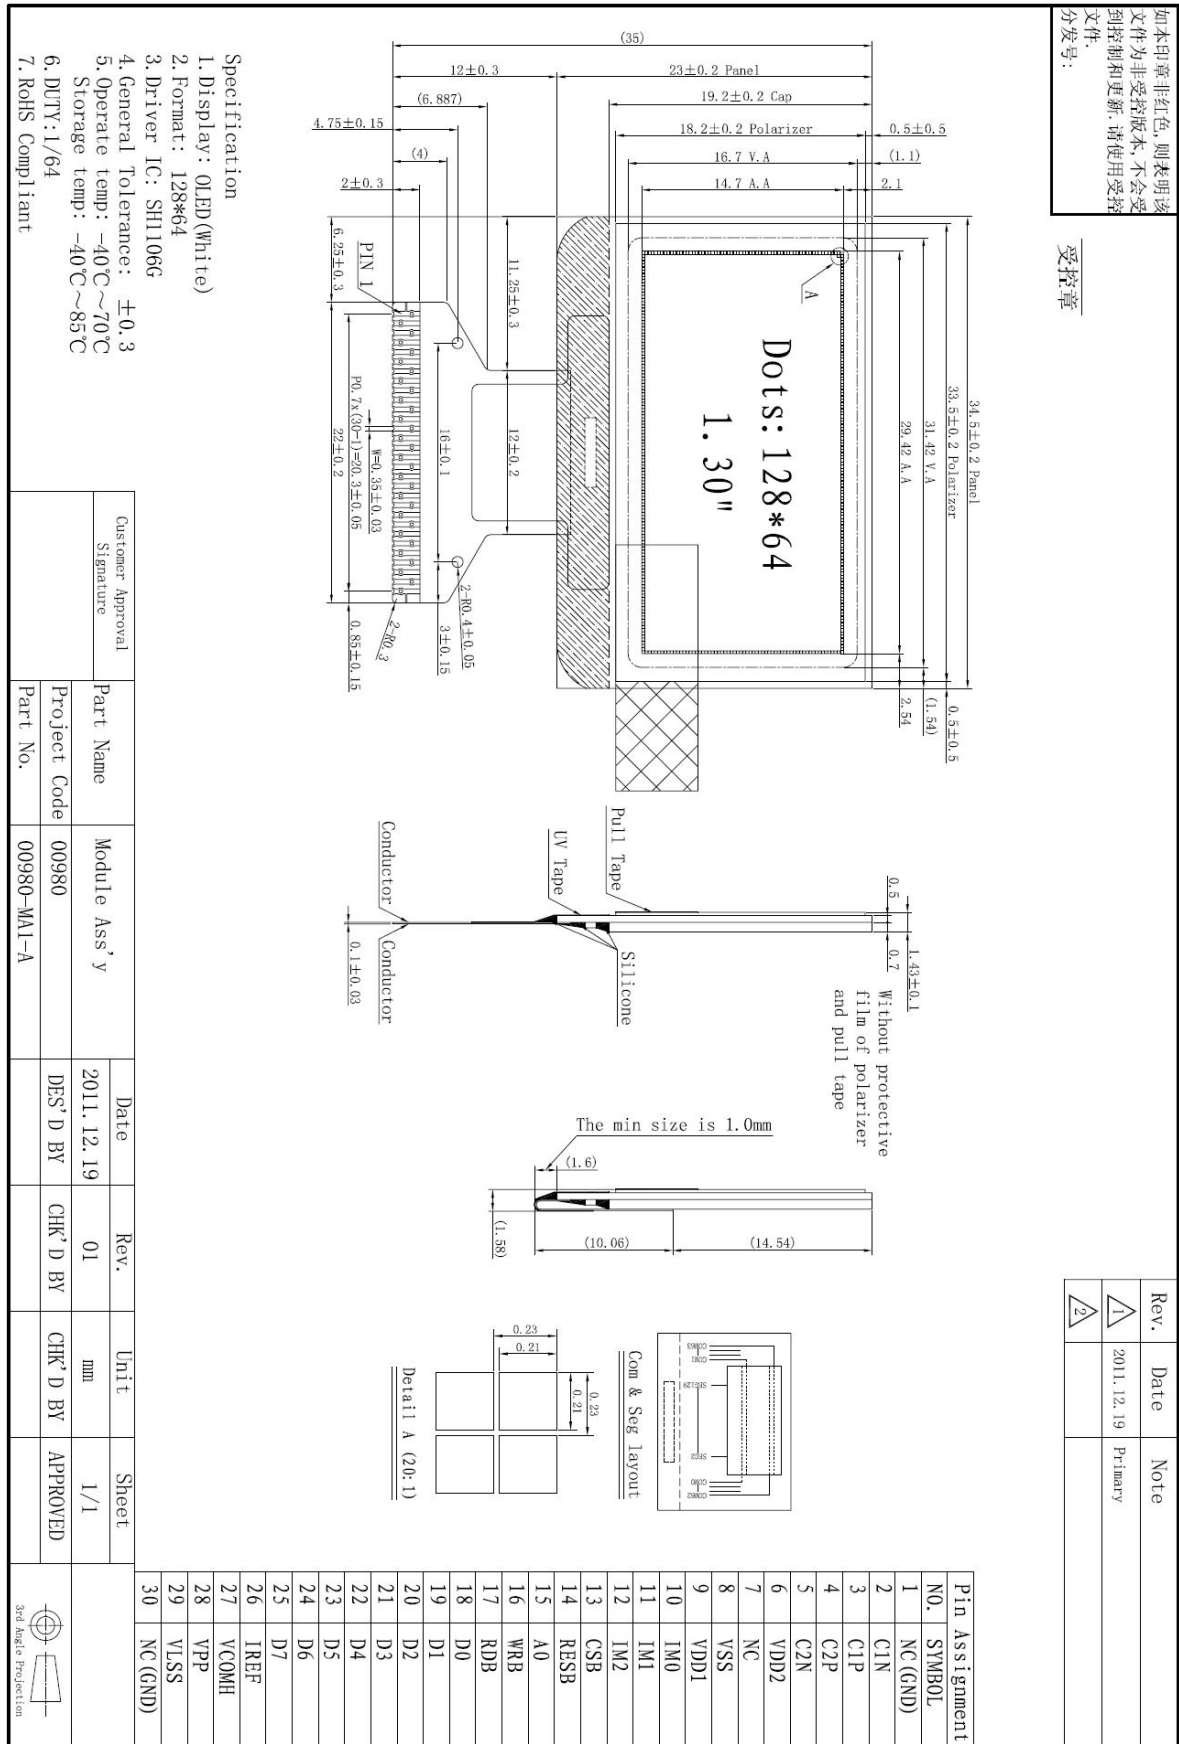 如本印章非红色,则表明该
文件为非受控版本,不会受
到控制和更新.请使用受控
文件.
分发号:
受控章
Rev. Date Note
1 2011.12.19 Primary
2
34.5±0.2 Panel
33.5±0.2 Polarizer
31.42 V.A
29.42 A.A
0.5±0.5
(1.54)
2.54
(35)
12±0.3
23±0.2 Panel
(6.887)
19.2±0.2 Cap
4.75±0.15
18.2±0.2 Polarizer
0.5±0.5
(4)
16.7 V.A
(1.1)
2±0.3
14.7 A.A
2.1
A
Dots:128*64
1.30"
11.25±0.3
12±0.2
6.25±0.3
PIN 1
16±0.1
3±0.15
2-R0.4±0.05
W=0.35±0.03
P0.7x(30-1)=20.3±0.05
22±0.2
0.85±0.15
2-R0.3
1.43±0.1
0.5
0.7
Without protective
film of polarizer
and pull tape
Pull Tape
UV Tape
Silicone
Conductor
Conductor
0.1±0.03
The min size is 1.0mm
(1.6)
(1.58)
(10.06)
(14.54)
COM63
COM1
SEG129
SEG2
COM0
COM62
Com & Seg layout
0.23
0.21
0.23
0.21
Detail A (20:1)
Pin Assignment
NO. SYMBOL
1 NC(GND)
2 C1N
3 C1P
4 C2P
5 C2N
6 VDD2
7 NC
8 VSS
9 VDD1
10 IM0
11 IM1
12 IM2
13 CSB
14 RESB
15 A0
16 WRB
17 RDB
18 D0
19 D1
20 D2
21 D3
22 D4
23 D5
24 D6
25 D7
26 IREF
27 VCOMH
28 VPP
29 VLSS
30 NC(GND)
Specification
1.Display: OLED(White)
2.Format: 128*64
3.Driver IC: SH1106G
4.General Tolerance: ±0.3
5.Operate temp: -40℃~70℃
Storage temp: -40℃~85℃
6.DUTY:1/64
7.RoHS Compliant
Customer Approval
Signature
Part Name Module Ass'y
Project Code 00980
Part No. 00980-MA1-A
Date Rev. Unit Sheet
2011.12.19 01 mm 1/1
DES'D BY CHK'D BY CHK'D BY APPROVED
3rd Angle Projection